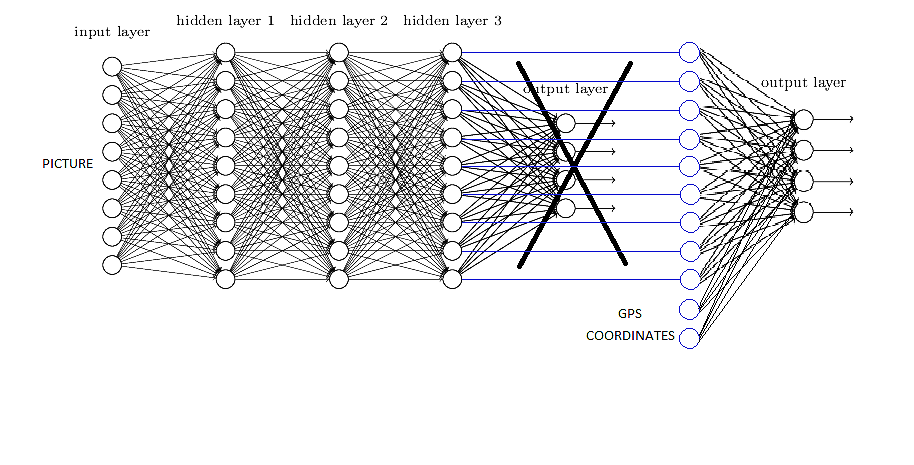 input layer
hidden layer 1
hidden layer 2
hidden layer 3
output layer
output layer
PICTURE
GPS
COORDINATES